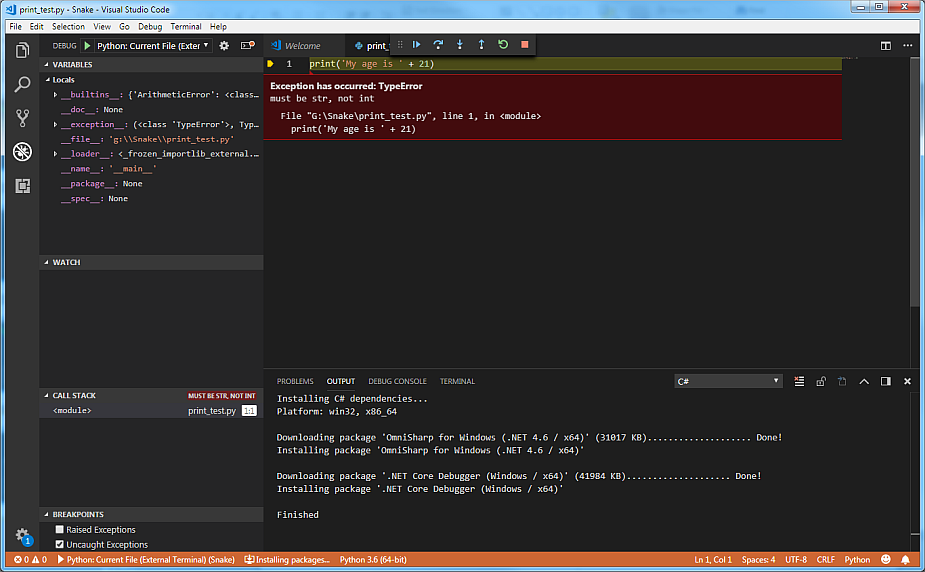 print_test.py - Snake - Visual Studio Code
File Edit Selection View Go Debug Terminal Help
DEBUG Python: Current File (Exter
Welcome
print_
VARIABLES
Locals
__builtins__: {'ArithmeticError': <class...
__doc__: None
__exception__: (<class 'TypeError'>, Typ...
__file__: 'g:\\Snake\\print_test.py'
__loader__: <_frozen_importlib_external....
__name__: '__main__'
__package__: None
__spec__: None
WATCH
CALL STACK MUST BE STR, NOT INT
<module> print_test.py 1:1
BREAKPOINTS
Raised Exceptions
Uncaught Exceptions
1 print('My age is ' + 21)
Exception has occurred: TypeError
must be str, not int
File "G:\Snake\print_test.py", line 1, in <module>
print('My age is ' + 21)
PROBLEMS OUTPUT DEBUG CONSOLE TERMINAL C#
Installing C# dependencies...
Platform: win32, x86_64
Downloading package 'OmniSharp for Windows (.NET 4.6 / x64)' (31017 KB).................... Done!
Installing package 'OmniSharp for Windows (.NET 4.6 / x64)'
Downloading package '.NET Core Debugger (Windows / x64)' (41984 KB).................... Done!
Installing package '.NET Core Debugger (Windows / x64)'
Finished
1
0 0 Python: Current File (External Terminal) (Snake) Installing packages... Python 3.6 (64-bit) Ln 1, Col 1 Spaces: 4 UTF-8 CRLF Python